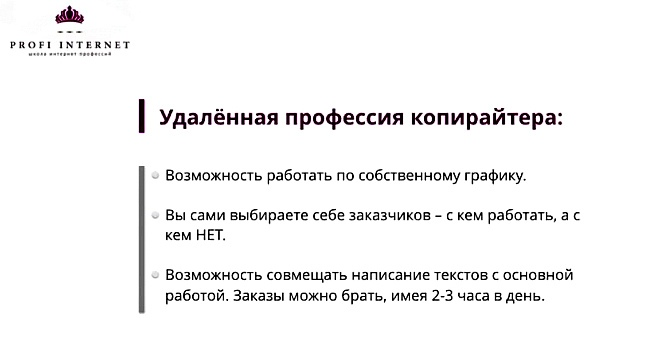 PROFI INTERNET
школа интернет профессий
Удалённая профессия копирайтера:
Возможность работать по собственному графику.
Вы сами выбираете себе заказчиков – с кем работать, а с
кем НЕТ.
Возможность совмещать написание текстов с основной
работой. Заказы можно брать, имея 2-3 часа в день.